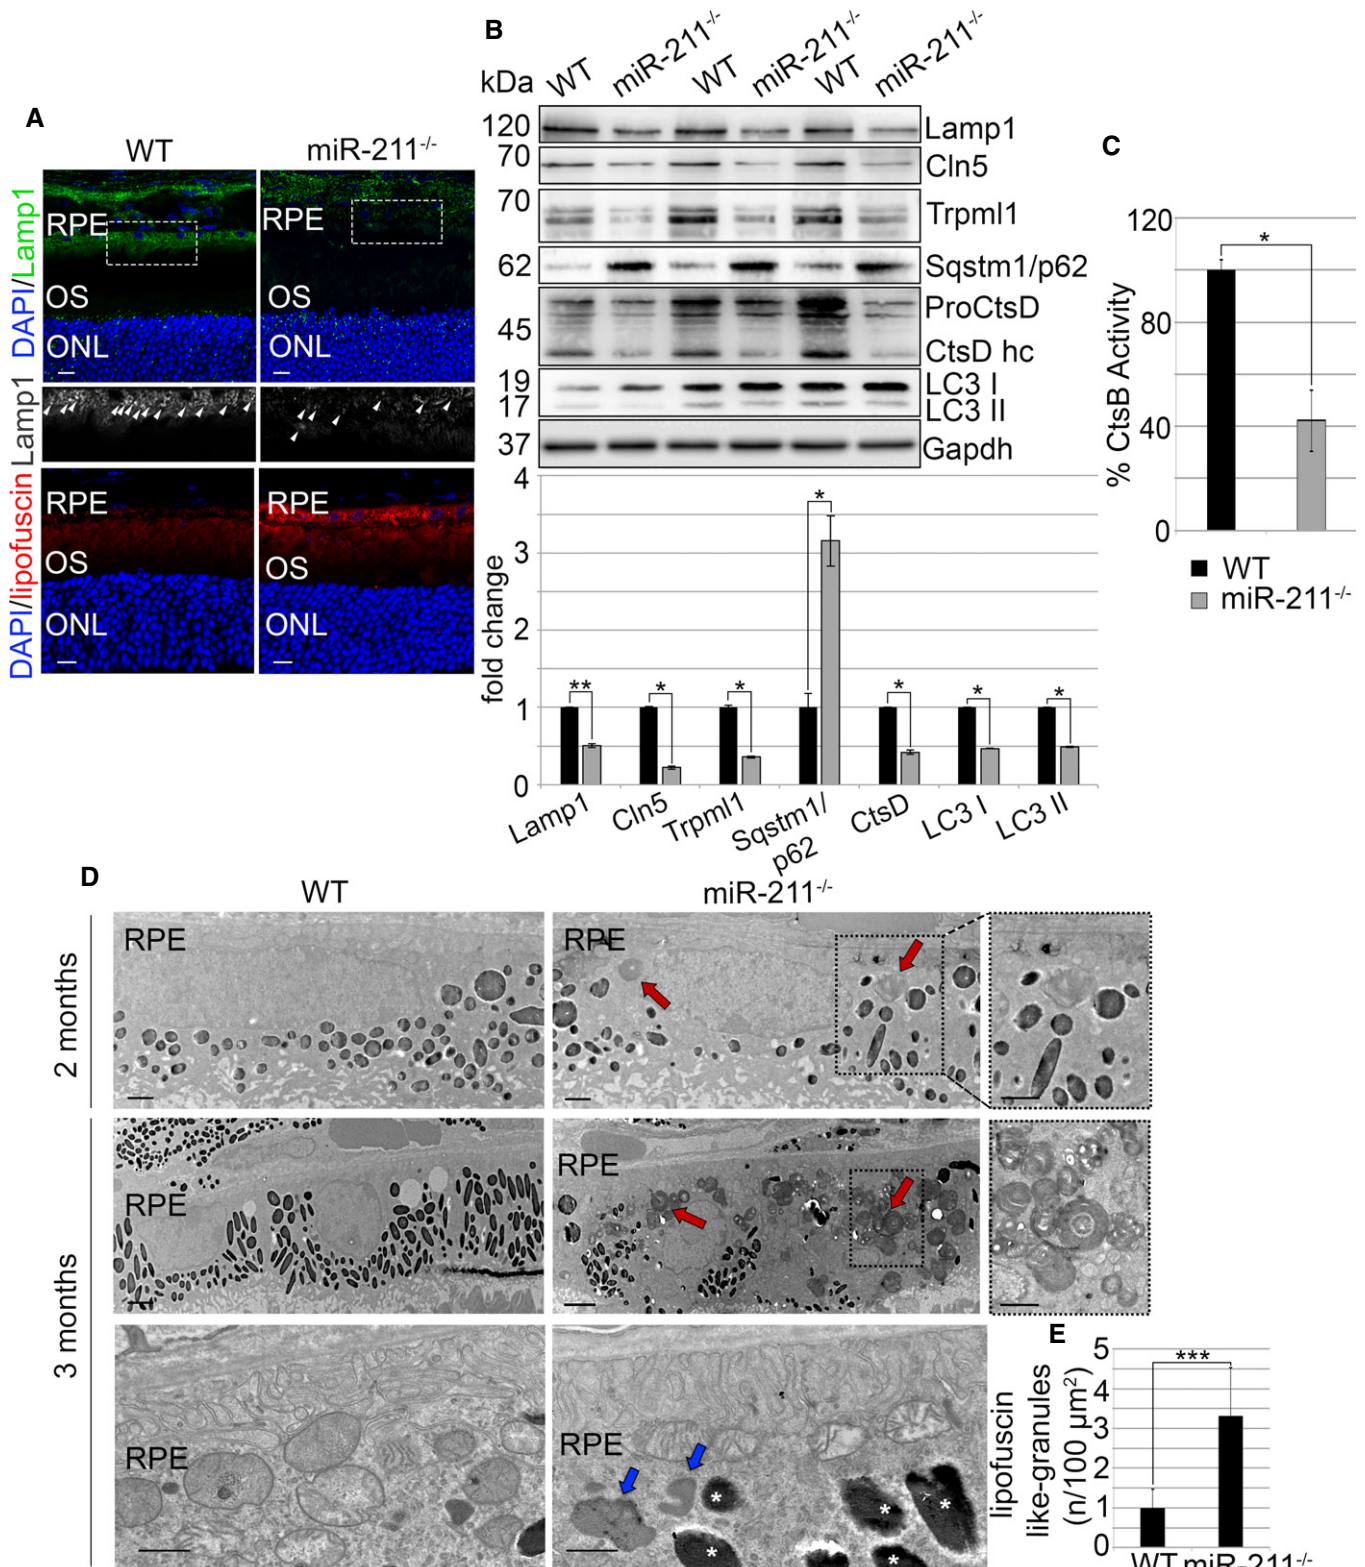 A
WT
miR-211-/-
DAPI/Lamp1
RPE
OS
ONL
RPE
OS
ONL
Lamp1
DAPI/lipofuscin
RPE
OS
ONL
RPE
OS
ONL
B
kDa
WT
miR-211-/-
WT
miR-211-/-
WT
miR-211-/-
120
Lamp1
70
Cln5
70
Trpml1
62
Sqstm1/p62
ProCtsD
45
CtsD hc
19
LC3 I
17
LC3 II
37
Gapdh
fold change
4
3
2
1
0
**
*
*
*
*
*
*
Lamp1
Cln5
Trpml1
Sqstm1/
p62
CtsD
LC3 I
LC3 II
C
% CtsB Activity
120
80
40
0
*
WT
miR-211-/-
D
WT
miR-211-/-
2 months
RPE
RPE
3 months
RPE
RPE
RPE
RPE
*
*
*
*
*
*
E
lipofuscin
like-granules
(n/100 µm²)
5
4
3
2
1
0
***
WT
miR-211-/-